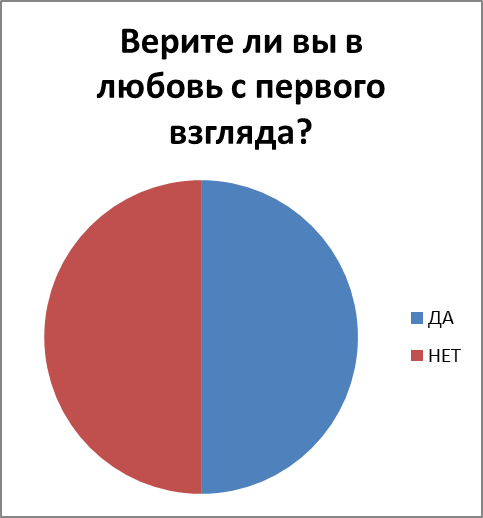 Верите ли вы в
любовь с первого
взгляда?
ДА
НЕТ